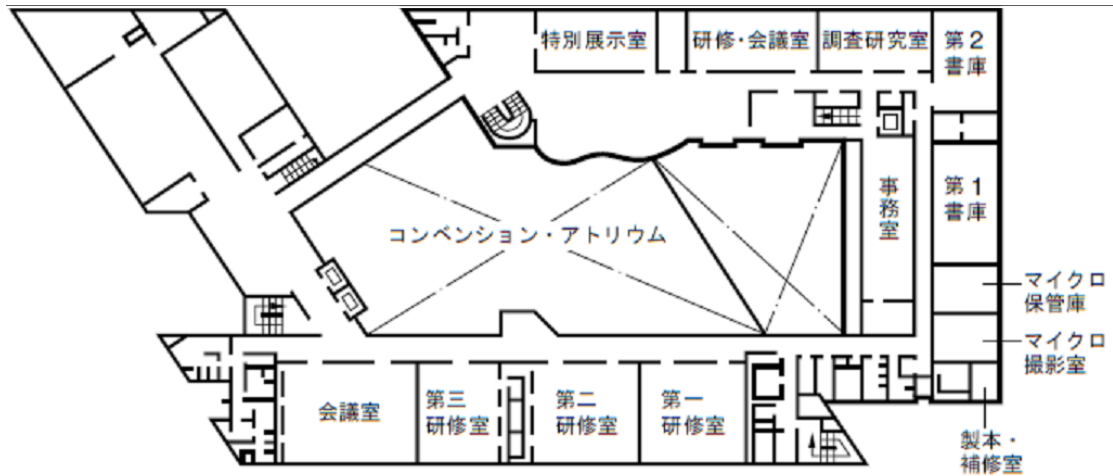 特別展示室
研修・会議室
調査研究室
第2
書庫
コンベンション・アトリウム
事
務
室
第1
書庫
マイクロ
保管庫
マイクロ
撮影室
会議室
第三
研修室
第二
研修室
第一
研修室
製本・
補修室